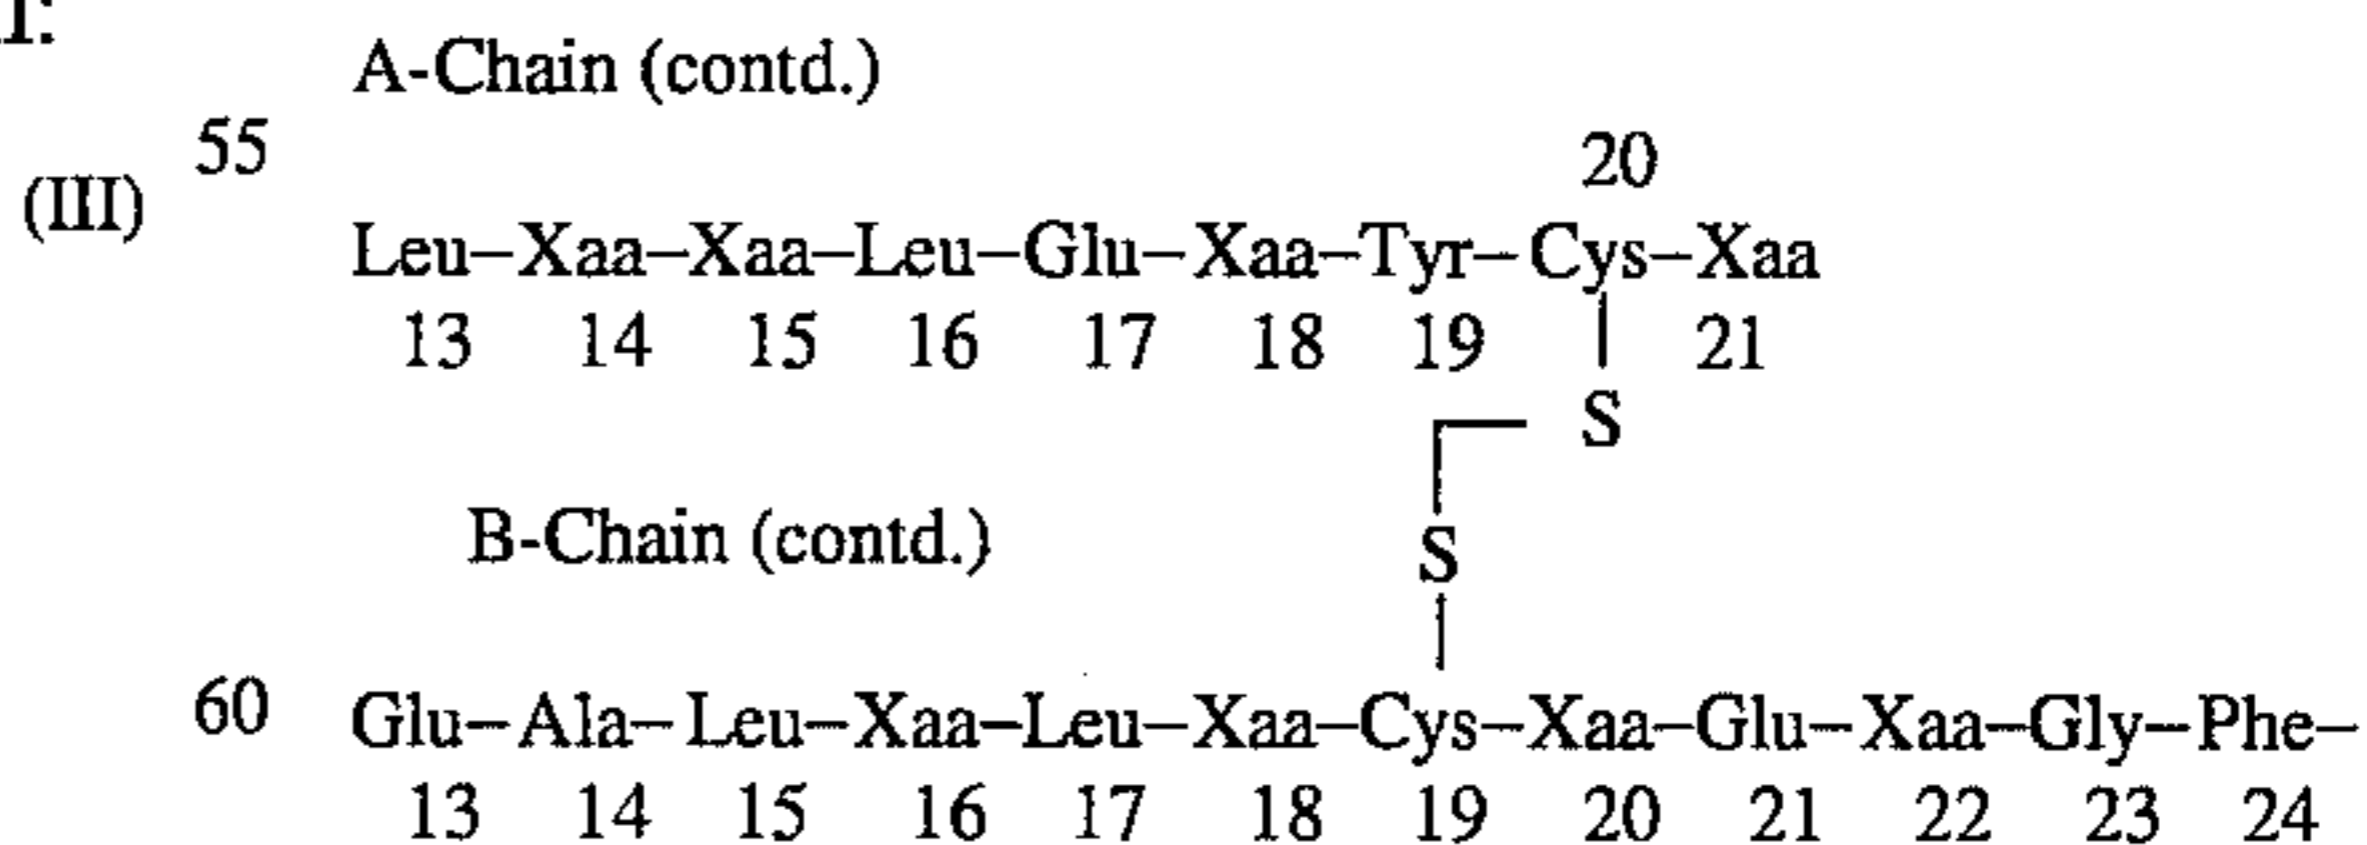 I:
A-Chain (contd.)
55
20
(III)
Leu–Xaa–Xaa–Leu–Glu–Xaa–Tyr–Cys–Xaa
13 14 15 16 17 18 19 21
S
B-Chain (contd.)
S
60 Glu–Ala–Leu–Xaa–Leu–Xaa–Cys–Xaa–Glu–Xaa–Gly–Phe–
13 14 15 16 17 18 19 20 21 22 23 24